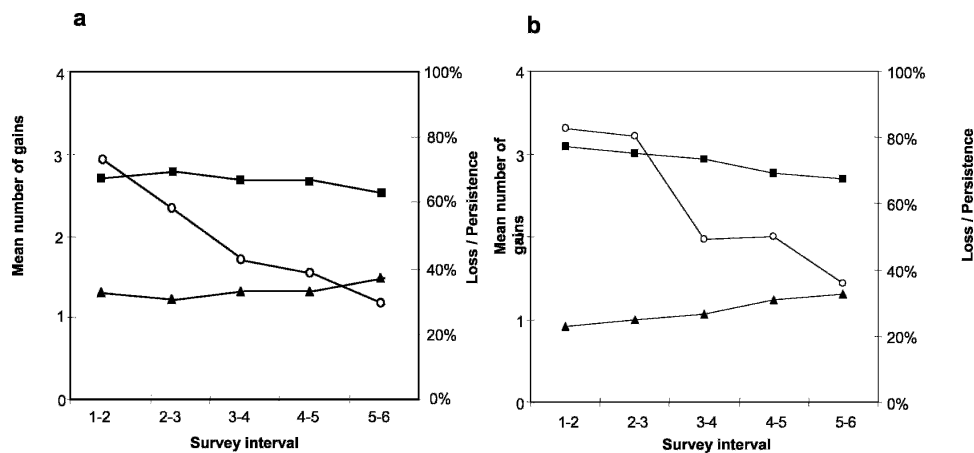 a
Mean number of gains
4
3
2
1
0
100%
80%
60%
40%
20%
0%
Loss / Persistence
1-2 2-3 3-4 4-5 5-6
Survey interval
b
Mean number of
gains
4
3
2
1
0
100%
80%
60%
40%
20%
0%
Loss / Persistence
1-2 2-3 3-4 4-5 5-6
Survey interval